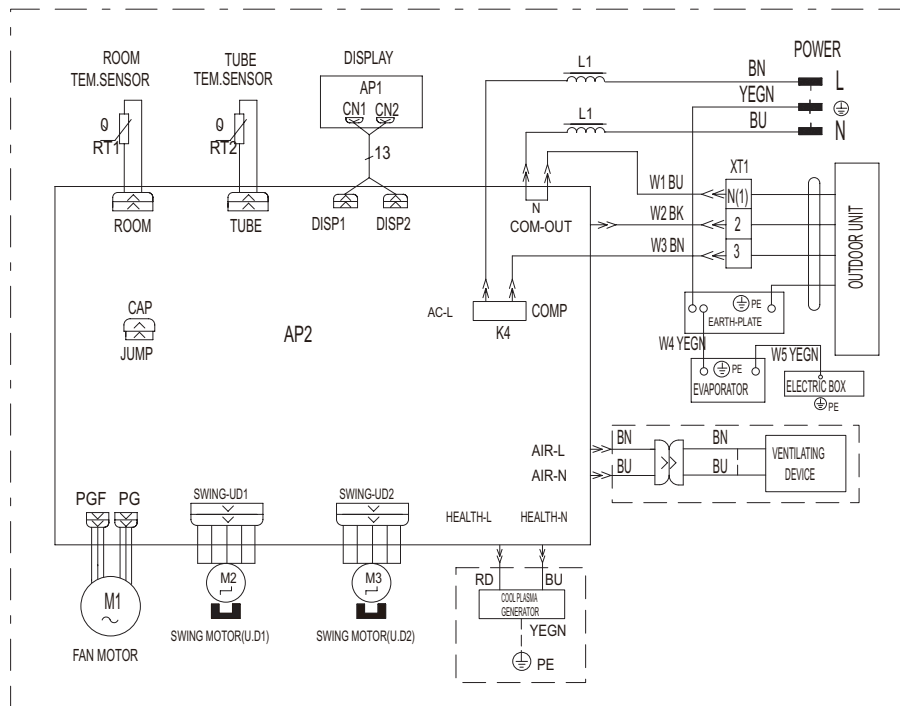 ROOM
TEM.SENSOR
TUBE
TEM.SENSOR
DISPLAY
AP1
CN1 CN2
L1
L1
BN
YEGN
BU
POWER
L
N
θ
RT1
θ
RT2
13
ROOM
TUBE
DISP1
DISP2
N
COM-OUT
W1 BU
W2 BK
W3 BN
XT1
N(1)
2
3
OUTDOOR UNIT
CAP
JUMP
AP2
AC-L
COMP
K4
PE
EARTH-PLATE
W4 YEGN
W5 YEGN
PE
EVAPORATOR
ELECTRIC BOX
PE
AIR-L
AIR-N
BN
BU
BN
BU
VENTILATING
DEVICE
PGF PG
SWING-UD1
SWING-UD2
HEALTH-L
HEALTH-N
M1
M2
M3
FAN MOTOR
SWING MOTOR(U.D1)
SWING MOTOR(U.D2)
RD
BU
COOL PLASMA
GENERATOR
YEGN
PE